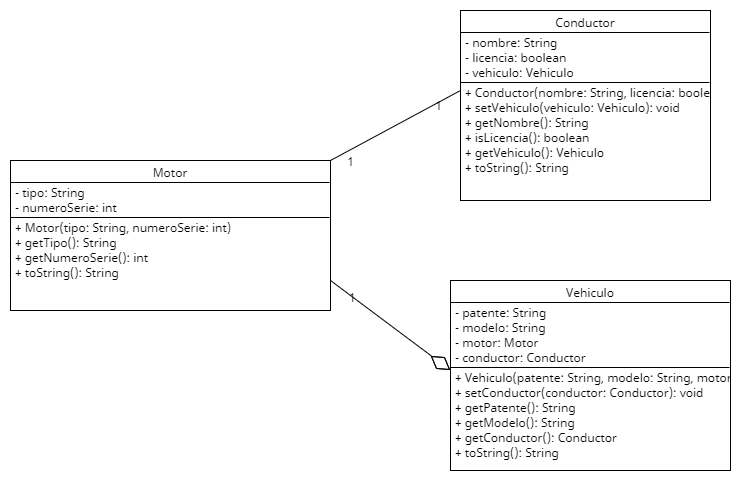 Conductor
- nombre: String
- licencia: boolean
- vehiculo: Vehiculo
+ Conductor(nombre: String, licencia: boole
+ setVehiculo(vehiculo: Vehiculo): void
+ getNombre(): String
+ isLicencia(): boolean
+ getVehiculo(): Vehiculo
+ toString(): String
1
1
Motor
- tipo: String
- numeroSerie: int
+ Motor(tipo: String, numeroSerie: int)
+ getTipo(): String
+ getNumeroSerie(): int
+ toString(): String
1
Vehiculo
- patente: String
- modelo: String
- motor: Motor
- conductor: Conductor
+ Vehiculo(patente: String, modelo: String, motor
+ setConductor(conductor: Conductor): void
+ getPatente(): String
+ getModelo(): String
+ getConductor(): Conductor
+ toString(): String